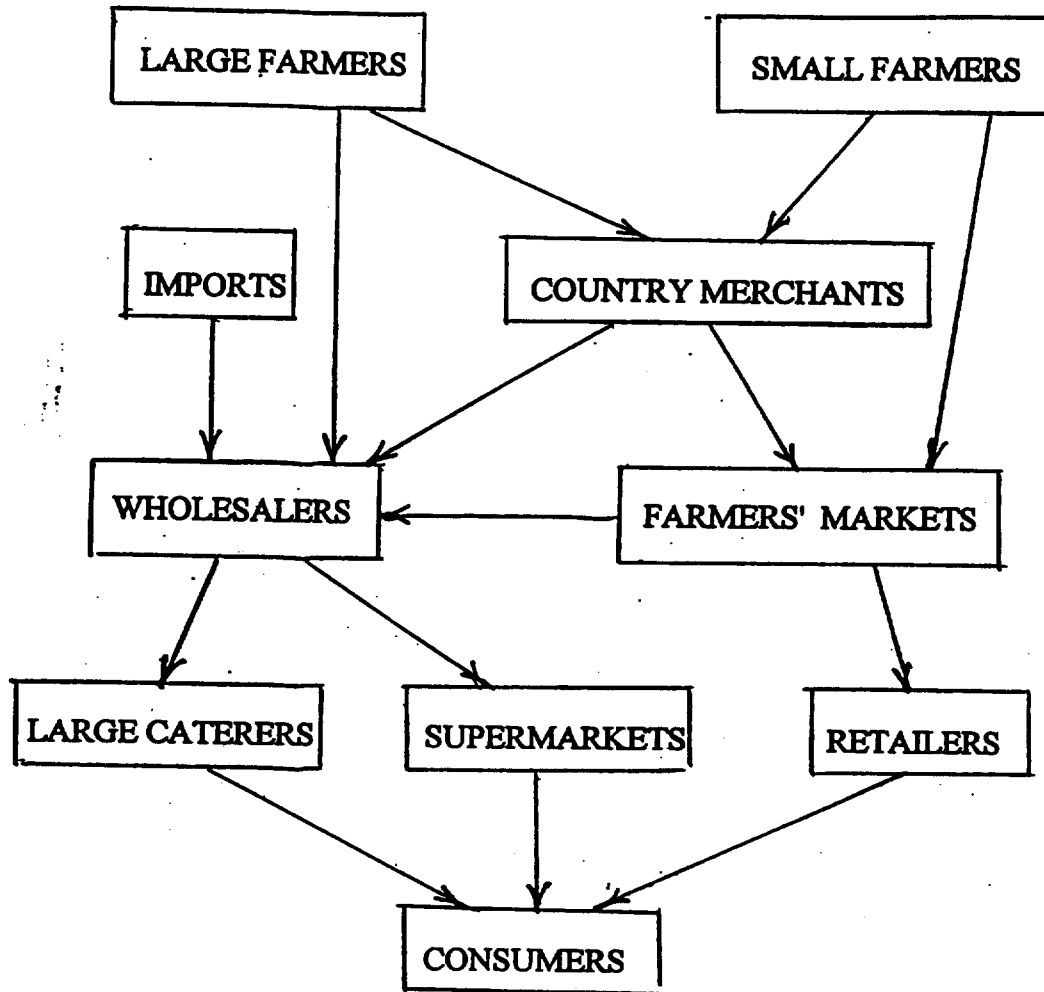 LARGE FARMERS
SMALL FARMERS
IMPORTS
COUNTRY MERCHANTS
WHOLESALERS
FARMERS' MARKETS
LARGE CATERERS
SUPERMARKETS
RETAILERS
CONSUMERS